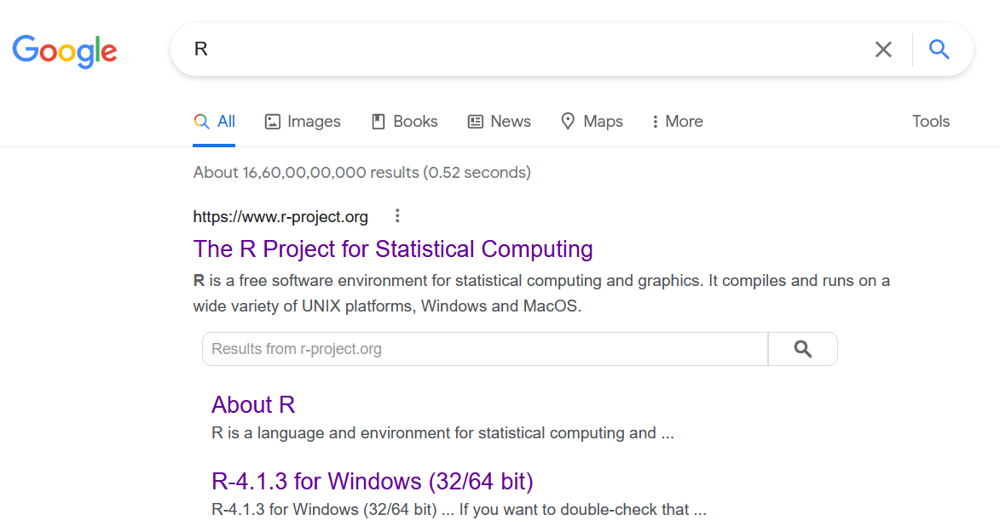 Google
R
All Images Books News Maps More Tools
About 16,60,00,00,000 results (0.52 seconds)
https://www.r-project.org
The R Project for Statistical Computing
R is a free software environment for statistical computing and graphics. It compiles and runs on a
wide variety of UNIX platforms, Windows and MacOS.
Results from r-project.org
About R
R is a language and environment for statistical computing and ...
R-4.1.3 for Windows (32/64 bit)
R-4.1.3 for Windows (32/64 bit) ... If you want to double-check that ...